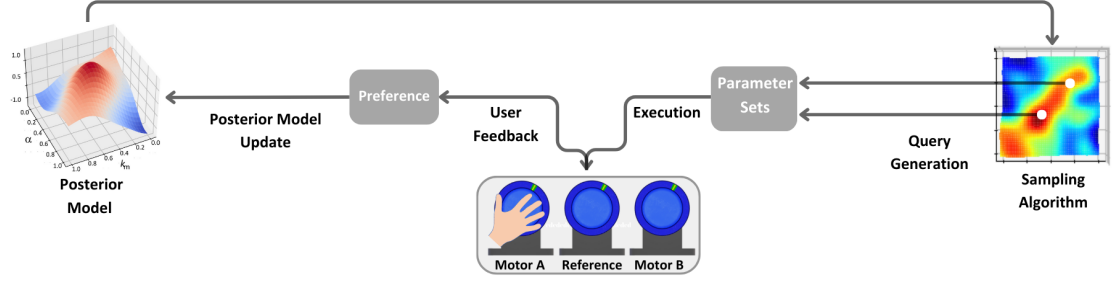 1.0
0.5
-1.0
0.0
0.2
0.4
0.6
0.8
1.0
α
1.0
0.8
0.6
0.4
0.2
0.0
k_m
Posterior
Model
Posterior Model
Update
Preference
User
Feedback
Execution
Parameter
Sets
Query
Generation
Sampling
Algorithm
Motor A
Reference
Motor B